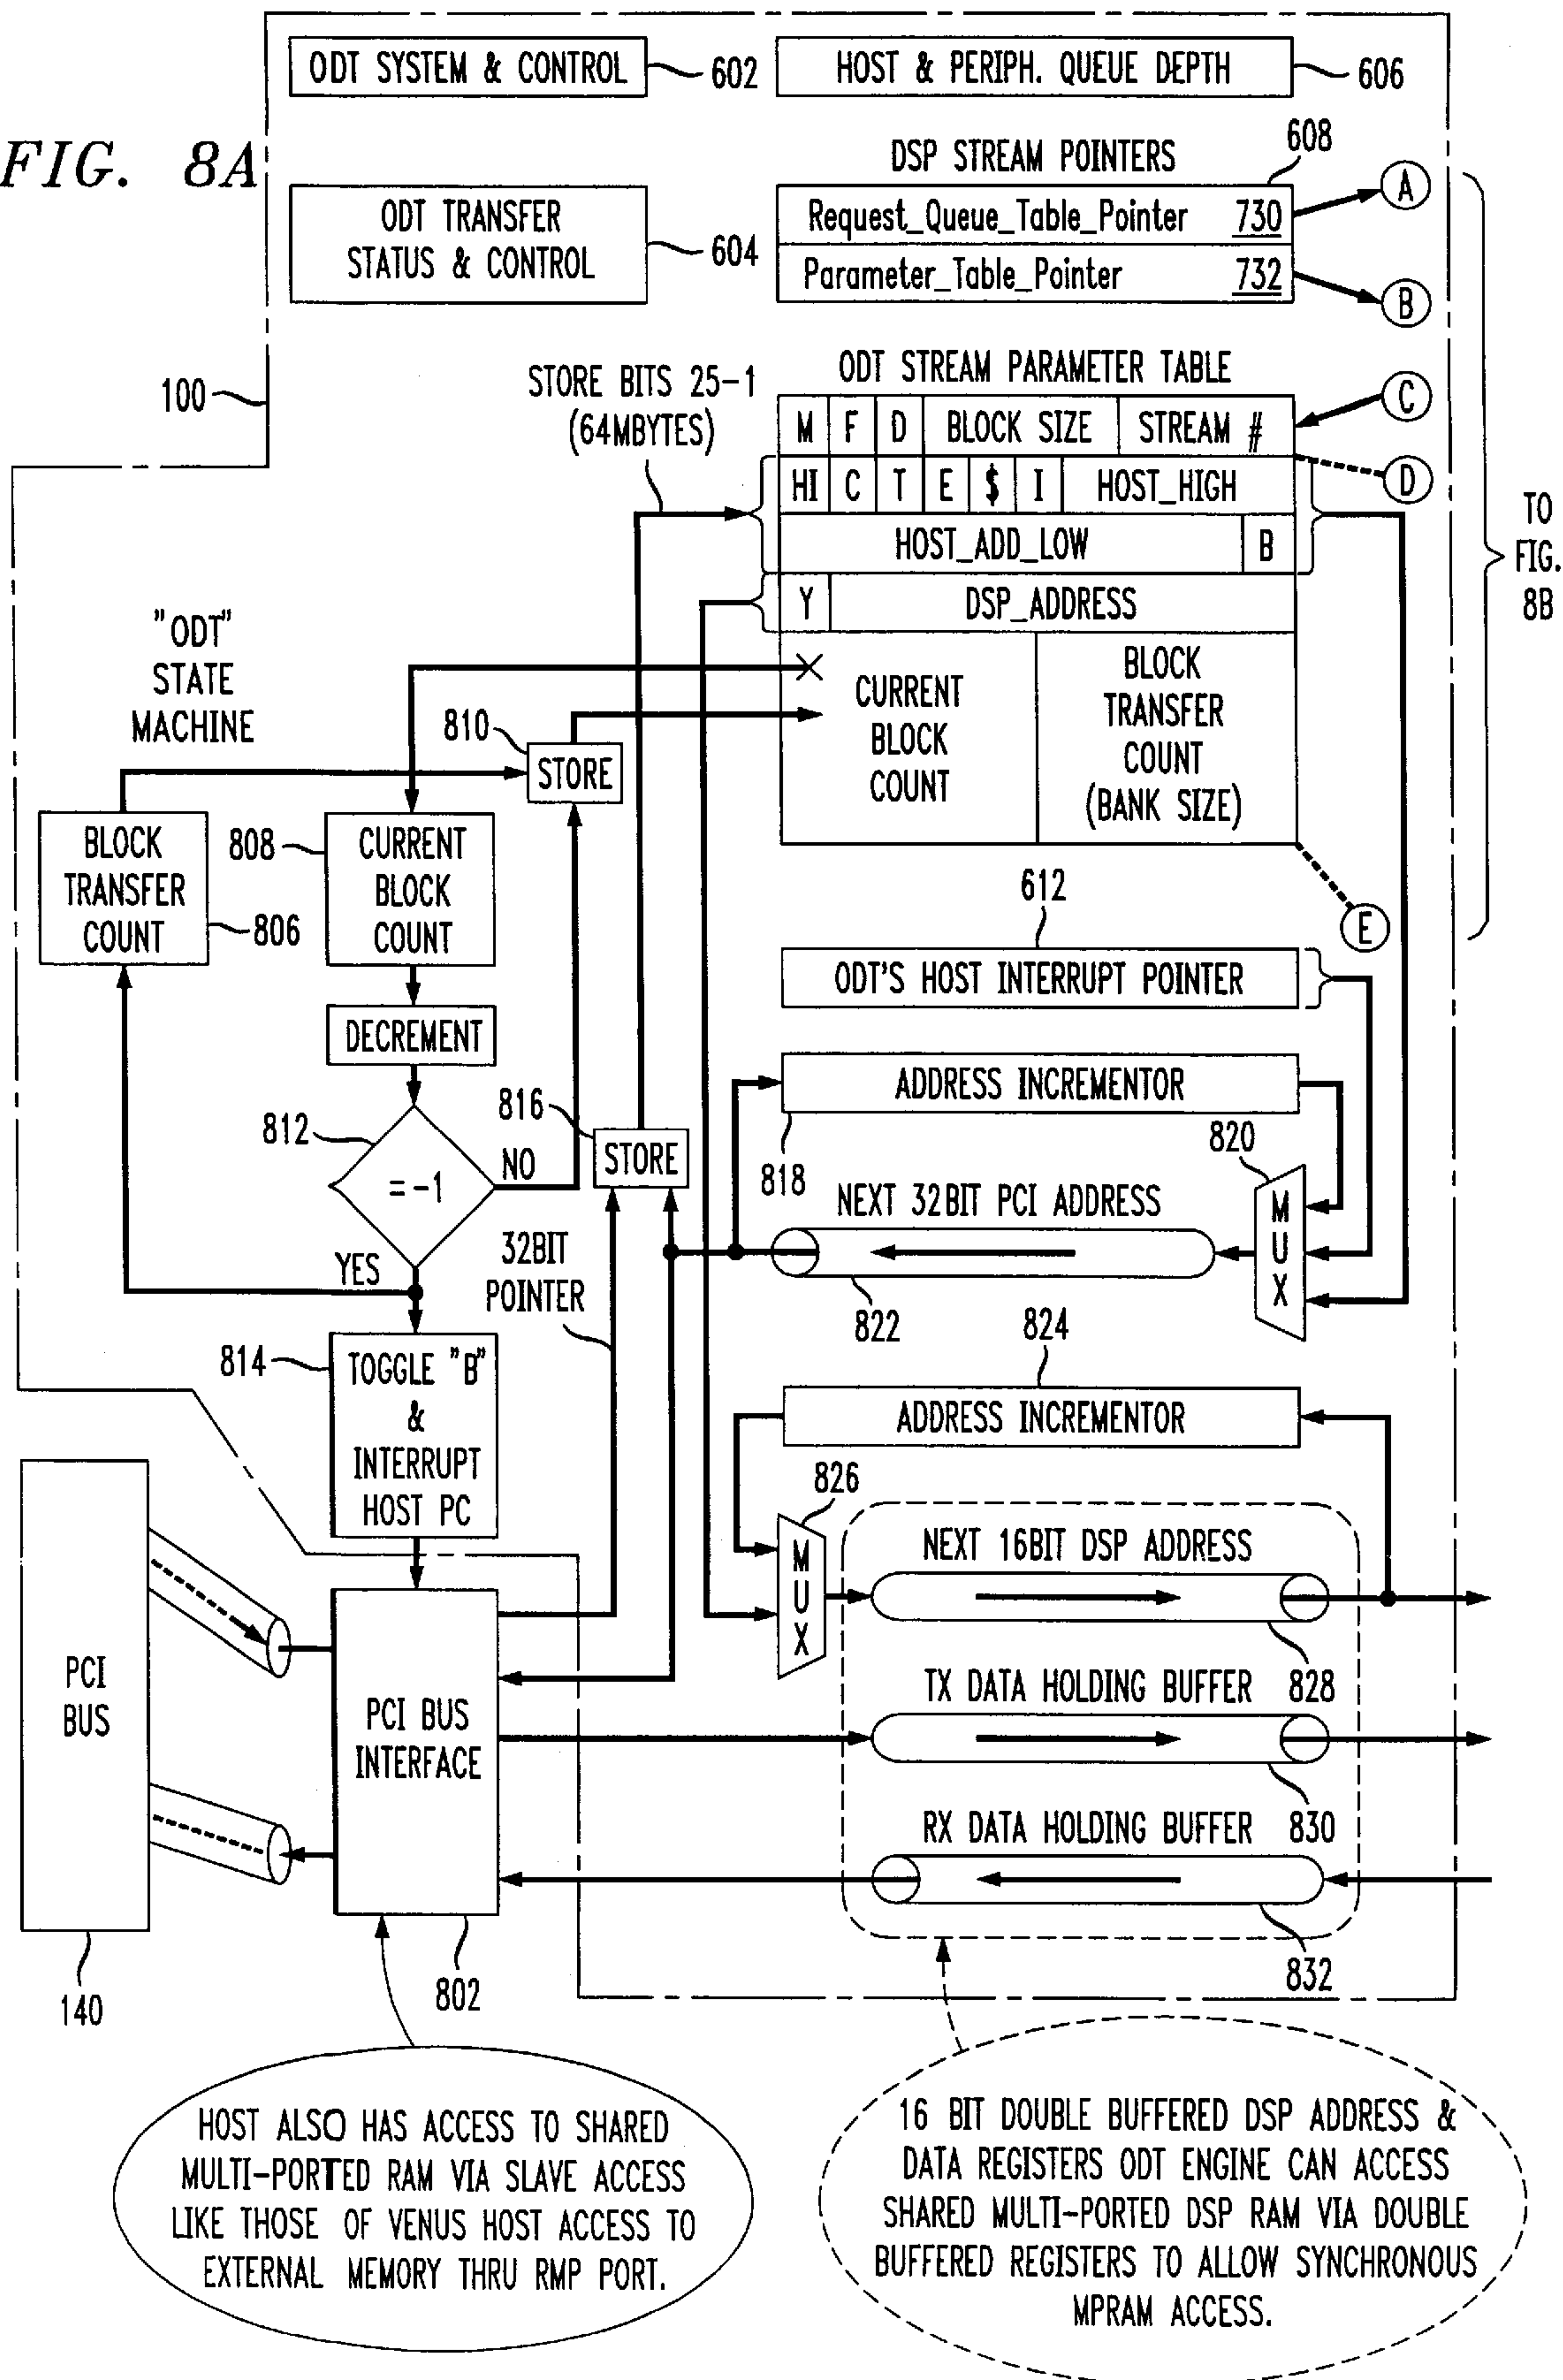 FIG. 8A
ODT SYSTEM & CONTROL
602
HOST & PERIPH. QUEUE DEPTH
606
ODT TRANSFER
STATUS & CONTROL
604
DSP STREAM POINTERS
608
Request_Queue_Table_Pointer 730
Parameter_Table_Pointer 732
A
B
100
STORE BITS 25-1
(64MBYTES)
ODT STREAM PARAMETER TABLE
M F D BLOCK SIZE STREAM #
HI C T E $ I HOST_HIGH
HOST_ADD_LOW B
Y DSP_ADDRESS
CURRENT
BLOCK
COUNT
BLOCK
TRANSFER
COUNT
(BANK SIZE)
C
D
E
TO
FIG.
8B
"ODT"
STATE
MACHINE
810
STORE
BLOCK
TRANSFER
COUNT
806
808
CURRENT
BLOCK
COUNT
DECREMENT
812
=-1
NO
YES
816
STORE
32BIT
POINTER
814
TOGGLE "B"
&
INTERRUPT
HOST PC
612
ODT'S HOST INTERRUPT POINTER
ADDRESS INCREMENTOR
818
820
MUX
NEXT 32BIT PCI ADDRESS
822
824
ADDRESS INCREMENTOR
826
MUX
NEXT 16BIT DSP ADDRESS
828
TX DATA HOLDING BUFFER
830
RX DATA HOLDING BUFFER
832
PCI
BUS
140
PCI BUS
INTERFACE
802
HOST ALSO HAS ACCESS TO SHARED
MULTI-PORTED RAM VIA SLAVE ACCESS
LIKE THOSE OF VENUS HOST ACCESS TO
EXTERNAL MEMORY THRU RMP PORT.
16 BIT DOUBLE BUFFERED DSP ADDRESS &
DATA REGISTERS ODT ENGINE CAN ACCESS
SHARED MULTI-PORTED DSP RAM VIA DOUBLE
BUFFERED REGISTERS TO ALLOW SYNCHRONOUS
MPRAM ACCESS.